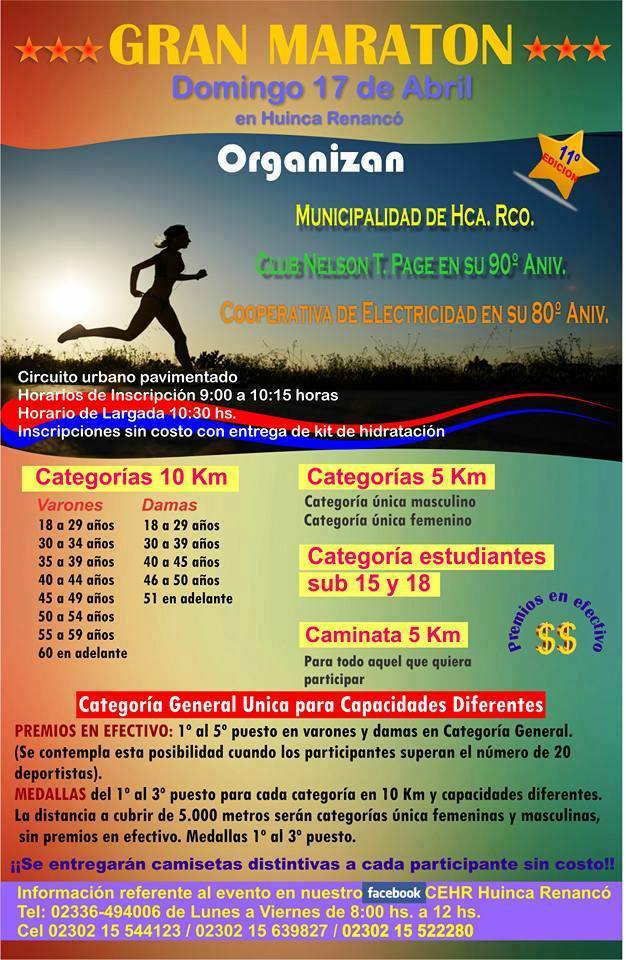 GRAN MARATON
Domingo 17 de Abril
en Huinca Renancó
Organizan
11º
EDICION
MUNICIPALIDAD DE HCA. RCO.
CLUB NELSON T. PAGE EN SU 90º ANIV.
COOPERATIVA DE ELECTRICIDAD EN SU 80º ANIV.
Circuito urbano pavimentado
Horarios de Inscripción 9:00 a 10:15 horas
Horario de Largada 10:30 hs.
Inscripciones sin costo con entrega de kit de hidratación
Categorías 10 Km
Varones
18 a 29 años
30 a 34 años
35 a 39 años
40 a 44 años
45 a 49 años
50 a 54 años
55 a 59 años
60 en adelante
Damas
18 a 29 años
30 a 39 años
40 a 45 años
46 a 50 años
51 en adelante
Categorías 5 Km
Categoría única masculino
Categoría única femenino
Categoría estudiantes
sub 15 y 18
Caminata 5 Km
Para todo aquel que quiera
participar
Premios en efectivo
$$
Categoría General Unica para Capacidades Diferentes
PREMIOS EN EFECTIVO: 1º al 5º puesto en varones y damas en Categoría General.
(Se contempla esta posibilidad cuando los participantes superan el número de 20
deportistas).
MEDALLAS del 1º al 3º puesto para cada categoría en 10 Km y capacidades diferentes.
La distancia a cubrir de 5.000 metros serán categorías única femeninas y masculinas,
sin premios en efectivo. Medallas 1º al 3º puesto.
¡¡Se entregarán camisetas distintivas a cada participante sin costo!!
Información referente al evento en nuestro facebook CEHR Huinca Renancó
Tel: 02336-494006 de Lunes a Viernes de 8:00 hs. a 12 hs.
Cel 02302 15 544123 / 02302 15 639827 / 02302 15 522280